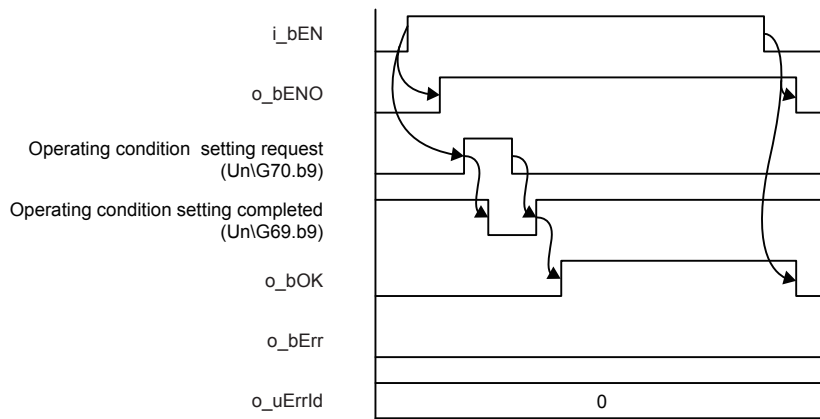 i_bEN
o_bENO
Operating condition setting request
(Un\G70.b9)
Operating condition setting completed
(Un\G69.b9)
o_bOK
o_bErr
o_uErrId
0